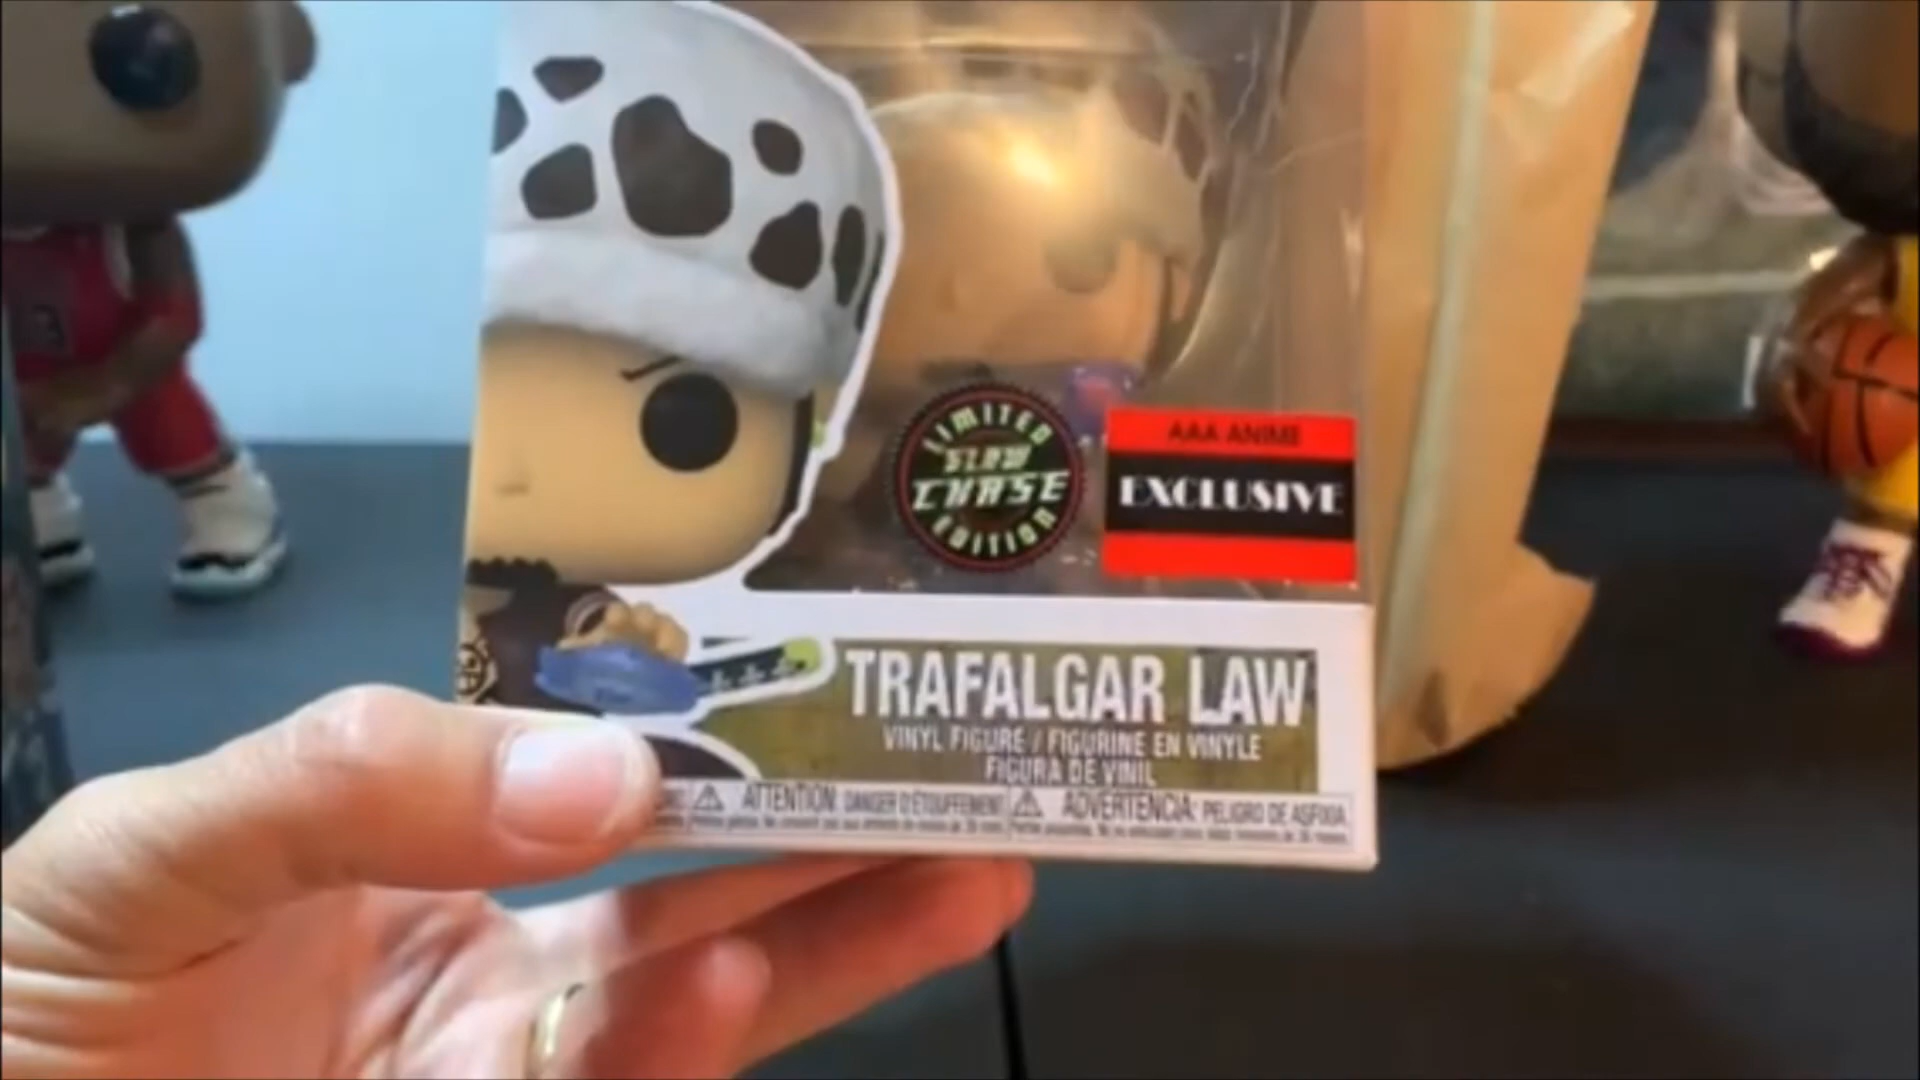 LIMITED
GLOW
CHASE
EDITION
AAA ANIME
EXCLUSIVE
TRAFALGAR LAW
VINYL FIGURE / FIGURINE EN VINYLE
FIGURA DE VINIL
⚠ ATTENTION: DANGER D'ÉTOUFFEMENT ⚠ ADVERTENCIA: PELIGRO DE ASFIXIA